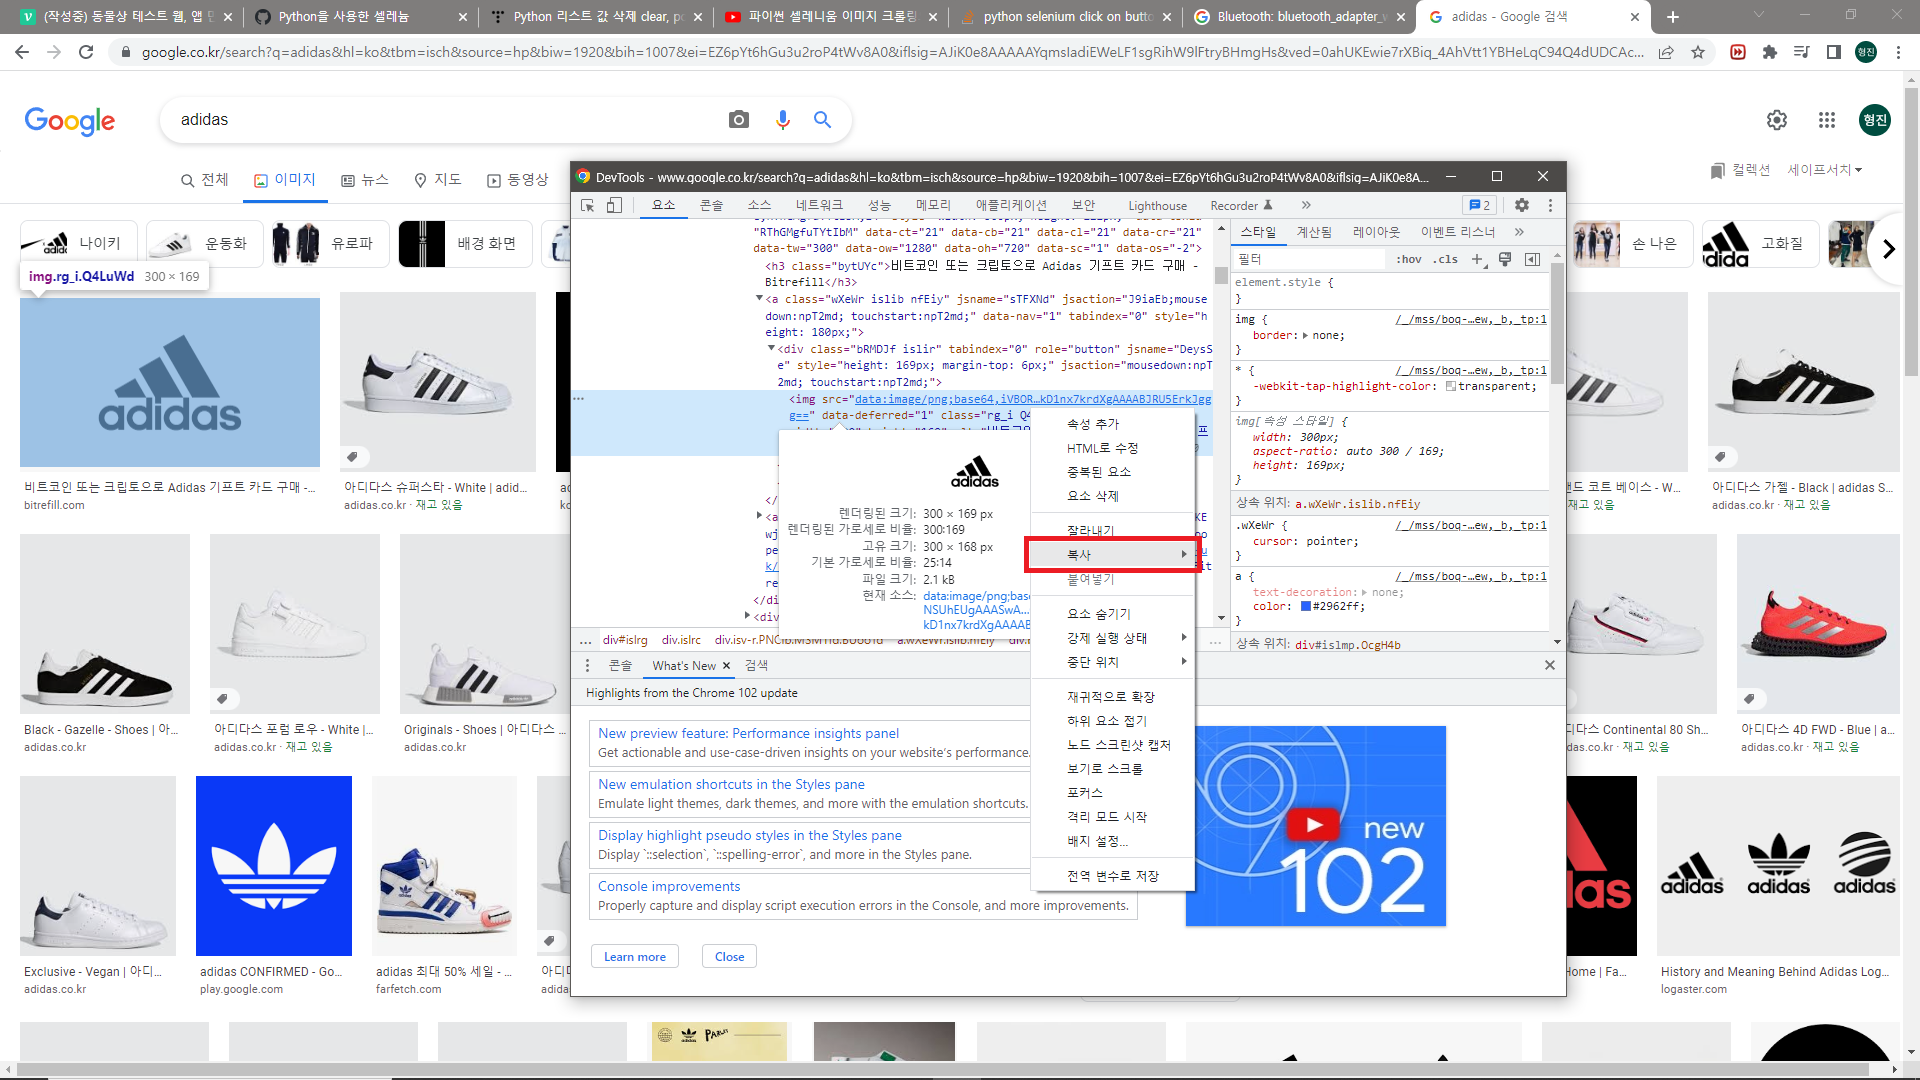 (작성중) 동물상 테스트 웹, 앱 만
Python을 사용한 셀레늄
Python 리스트 값 삭제 clear, po
파이썬 셀레니움 이미지 크롤링
python selenium click on butto
Bluetooth: bluetooth_adapter_w
adidas - Google 검색
google.co.kr/search?q=adidas&hl=ko&tbm=isch&source=hp&biw=1920&bih=1007&ei=EZ6pYt6hGu3u2roP4tWv8A0&iflsig=AJiK0e8AAAAAYqmsIadiEWeLF1sgRihW9lFtryBHmgHs&ved=0ahUKEwie7rXBiq_4AhVtt1YBHeLqC94Q4dUDCAc...
형진
Google
adidas
형진
전체
이미지
뉴스
지도
동영상
컬렉션
세이프서치
나이키
운동화
유로파
배경 화면
손 나은
고화질
img.rg_i.Q4LuWd 300 × 169
DevTools - www.google.co.kr/search?q=adidas&hl=ko&tbm=isch&source=hp&biw=1920&bih=1007&ei=EZ6pYt6hGu3u2roP4tWv8A0&iflsig=AJiK0e8A...
요소
콘솔
소스
네트워크
성능
메모리
애플리케이션
보안
Lighthouse
Recorder
2
"RThGMgfuTYtIbM" data-ct="21" data-cb="21" data-cl="21" data-cr="21"
data-tw="300" data-ow="1280" data-oh="720" data-sc="1" data-os="-2">
<h3 class="bytUYc">비트코인 또는 크립토으로 Adidas 기프트 카드 구매 -
Bitrefill</h3>
<a class="wXeWr islib nfEiy" jsname="sTFXNd" jsaction="J9iaEb;mouse
down:npT2md; touchstart:npT2md;" data-nav="1" tabindex="0" style="h
eight: 180px;">
<div class="bRMDJf islir" tabindex="0" role="button" jsname="DeysS
e" style="height: 169px; margin-top: 6px;" jsaction="mousedown:npT
2md; touchstart:npT2md;">
<img src="data:image/png;base64,iVBOR…kD1nx7krdXgAAAABJRU5ErkJgg
g==" data-deferred="1" class="rg_i Q4
렌더링된 크기: 300 × 169 px
렌더링된 가로세로 비율: 300:169
고유 크기: 300 × 168 px
기본 가로세로 비율: 25:14
파일 크기: 2.1 kB
현재 소스: data:image/png;base
NSUhEUgAAASwA...
kD1nx7krdXgAAAAB
속성 추가
HTML로 수정
중복된 요소
요소 삭제
잘라내기
복사
붙여넣기
요소 숨기기
강제 실행 상태
중단 위치
재귀적으로 확장
하위 요소 접기
노드 스크린샷 캡처
보기로 스크롤
포커스
격리 모드 시작
배지 설정...
전역 변수로 저장
스타일
계산됨
레이아웃
이벤트 리스너
필터
:hov .cls
element.style {
}
img { /_/mss/boq-…ew,_b,_tp:1
border: none;
}
* { /_/mss/boq-…ew,_b,_tp:1
-webkit-tap-highlight-color: transparent;
}
img[속성 스타일] {
width: 300px;
aspect-ratio: auto 300 / 169;
height: 169px;
}
상속 위치: a.wXeWr.islib.nfEiy
.wXeWr { /_/mss/boq-…ew,_b,_tp:1
cursor: pointer;
}
a { /_/mss/boq-…ew,_b,_tp:1
text-decoration: none;
color: #2962ff;
}
상속 위치: div#islmp.OcgH4b
... div#islrg div.islrc div.isv-r.PNCib.MSM1fd.BUooTd a.wXeWr.islib.nfEiy
콘솔
What's New
검색
Highlights from the Chrome 102 update
New preview feature: Performance insights panel
Get actionable and use-case-driven insights on your website's performance.
New emulation shortcuts in the Styles pane
Emulate light themes, dark themes, and more with the emulation shortcuts.
Display highlight pseudo styles in the Styles pane
Display `::selection`, `::spelling-error`, and more in the Styles pane.
Console improvements
Properly capture and display script execution errors in the Console, and more improvements.
Learn more
Close
new
102
adidas
비트코인 또는 크립토으로 Adidas 기프트 카드 구매 -...
bitrefill.com
아디다스 슈퍼스타 - White | adid...
adidas.co.kr · 재고 있음
랜드 코트 베이스 - W...
재고 있음
아디다스 가젤 - Black | adidas S...
adidas.co.kr · 재고 있음
Black - Gazelle - Shoes | 아...
adidas.co.kr
아디다스 포럼 로우 - White |...
adidas.co.kr · 재고 있음
Originals - Shoes | 아디다스 ...
adidas.co.kr
디다스 Continental 80 Sh...
adidas.co.kr · 재고 있음
아디다스 4D FWD - Blue | a...
adidas.co.kr · 재고 있음
Exclusive - Vegan | 아디...
adidas.co.kr
adidas CONFIRMED - Go...
play.google.com
adidas 최대 50% 세일 - ...
farfetch.com
Home | Fa...
adidas
adidas
adidas
History and Meaning Behind Adidas Log...
logaster.com
adidas